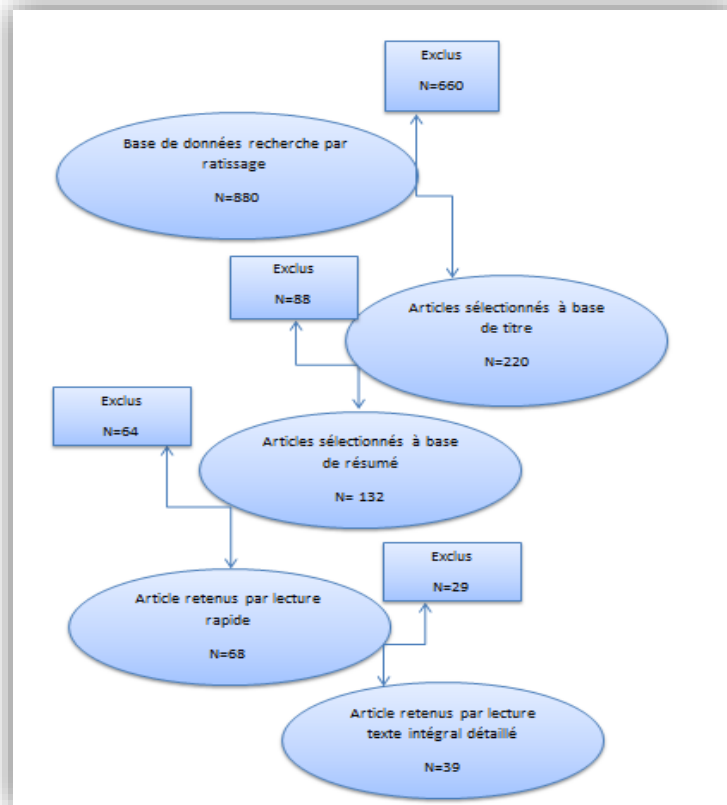 Exclus
N=660
Base de données recherche par
ratissage
N=880
Exclus
N=88
Articles sélectionnés à base
de titre
N=220
Exclus
N=64
Articles sélectionnés à base
de résumé
N= 132
Exclus
N=29
Article retenus par lecture
rapide
N=68
Article retenus par lecture
texte intégral détaillé
N=39